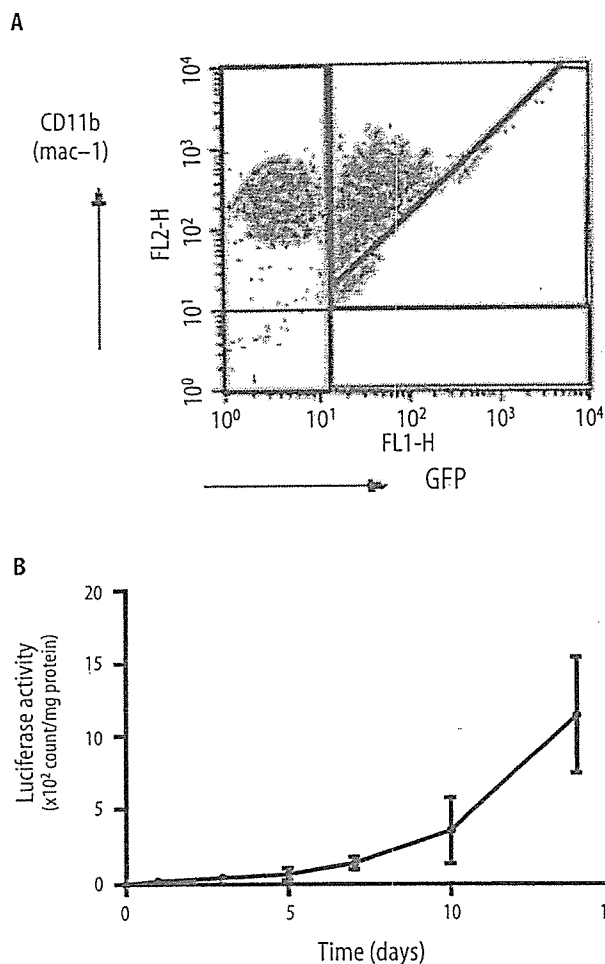 A
CD11b
(mac–1)
FL2-H
10⁴
10³
10²
10¹
10⁰
10⁰ 10¹ 10² 10³ 10⁴
FL1-H
GFP
B
Luciferase activity
(x10² count/mg protein)
20
15
10
5
0
0 5 10 1
Time (days)